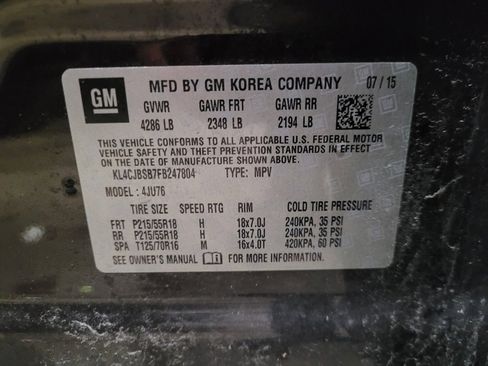 GM
MFD BY GM KOREA COMPANY 07/15
GVWR GAWR FRT GAWR RR
4286 LB 2348 LB 2194 LB
THIS VEHICLE CONFORMS TO ALL APPLICABLE U.S. FEDERAL MOTOR
VEHICLE SAFETY AND THEFT PREVENTION STANDARDS IN EFFECT
ON THE DATE OF MANUFACTURE SHOWN ABOVE.
KL4CJBSB7FB247804 TYPE: MPV
MODEL: 4JU76
TIRE SIZE SPEED RTG RIM COLD TIRE PRESSURE
FRT P215/55R18 H 18x7.0J 240KPA, 35 PSI
RR P215/55R18 H 18x7.0J 240KPA, 35 PSI
SPA T125/70R16 M 16x4.0T 420KPA, 60 PSI
SEE OWNER'S MANUAL FOR MORE INFORMATION.